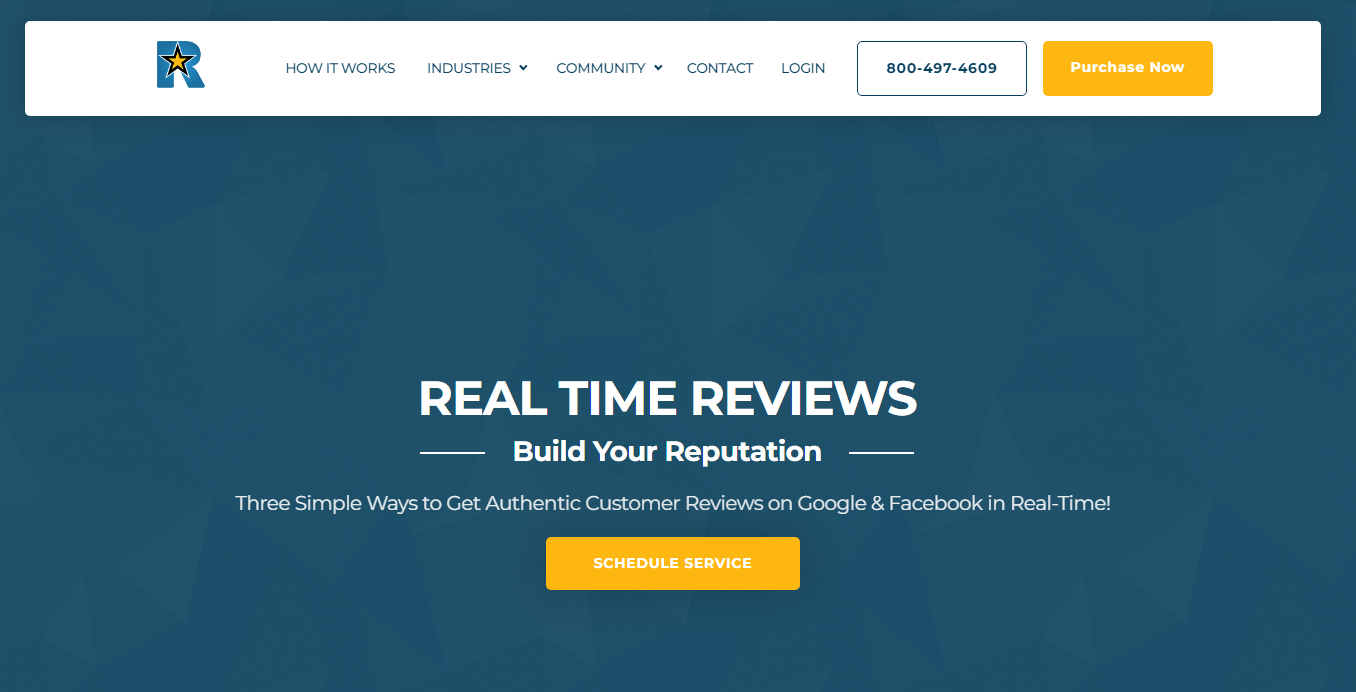 HOW IT WORKS INDUSTRIES COMMUNITY CONTACT LOGIN 800-497-4609 Purchase Now
REAL TIME REVIEWS
Build Your Reputation
Three Simple Ways to Get Authentic Customer Reviews on Google & Facebook in Real-Time!
SCHEDULE SERVICE